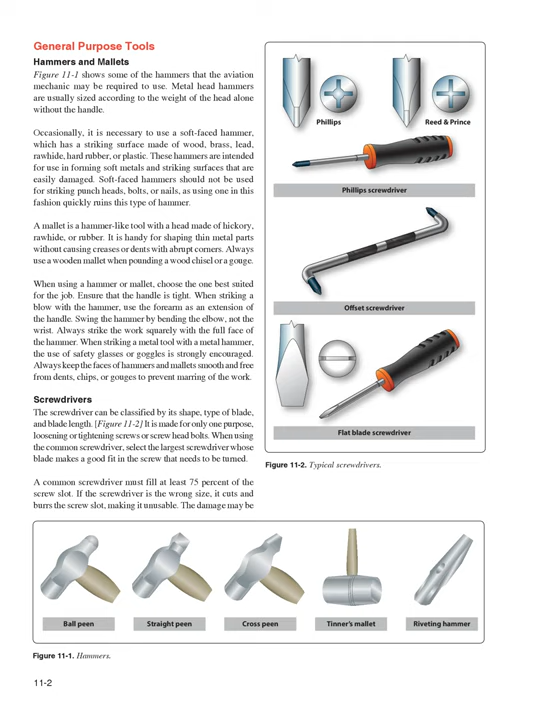 General Purpose Tools
Hammers and Mallets
Figure 11-1 shows some of the hammers that the aviation
mechanic may be required to use. Metal head hammers
are usually sized according to the weight of the head alone
without the handle.
Occasionally, it is necessary to use a soft-faced hammer,
which has a striking surface made of wood, brass, lead,
rawhide, hard rubber, or plastic. These hammers are intended
for use in forming soft metals and striking surfaces that are
easily damaged. Soft-faced hammers should not be used
for striking punch heads, bolts, or nails, as using one in this
fashion quickly ruins this type of hammer.
A mallet is a hammer-like tool with a head made of hickory,
rawhide, or rubber. It is handy for shaping thin metal parts
without causing creases or dents with abrupt corners. Always
use a wooden mallet when pounding a wood chisel or a gouge.
When using a hammer or mallet, choose the one best suited
for the job. Ensure that the handle is tight. When striking a
blow with the hammer, use the forearm as an extension of
the handle. Swing the hammer by bending the elbow, not the
wrist. Always strike the work squarely with the full face of
the hammer. When striking a metal tool with a metal hammer,
the use of safety glasses or goggles is strongly encouraged.
Always keep the faces of hammers and mallets smooth and free
from dents, chips, or gouges to prevent marring of the work.
Screwdrivers
The screwdriver can be classified by its shape, type of blade,
and blade length. [Figure 11-2] It is made for only one purpose,
loosening or tightening screws or screw head bolts. When using
the common screwdriver, select the largest screwdriver whose
blade makes a good fit in the screw that needs to be turned.
A common screwdriver must fill at least 75 percent of the
screw slot. If the screwdriver is the wrong size, it cuts and
burrs the screw slot, making it unusable. The damage may be
Phillips
Reed & Prince
Phillips screwdriver
Offset screwdriver
Flat blade screwdriver
Figure 11-2. Typical screwdrivers.
Ball peen
Straight peen
Cross peen
Tinner's mallet
Riveting hammer
Figure 11-1. Hammers.
11-2